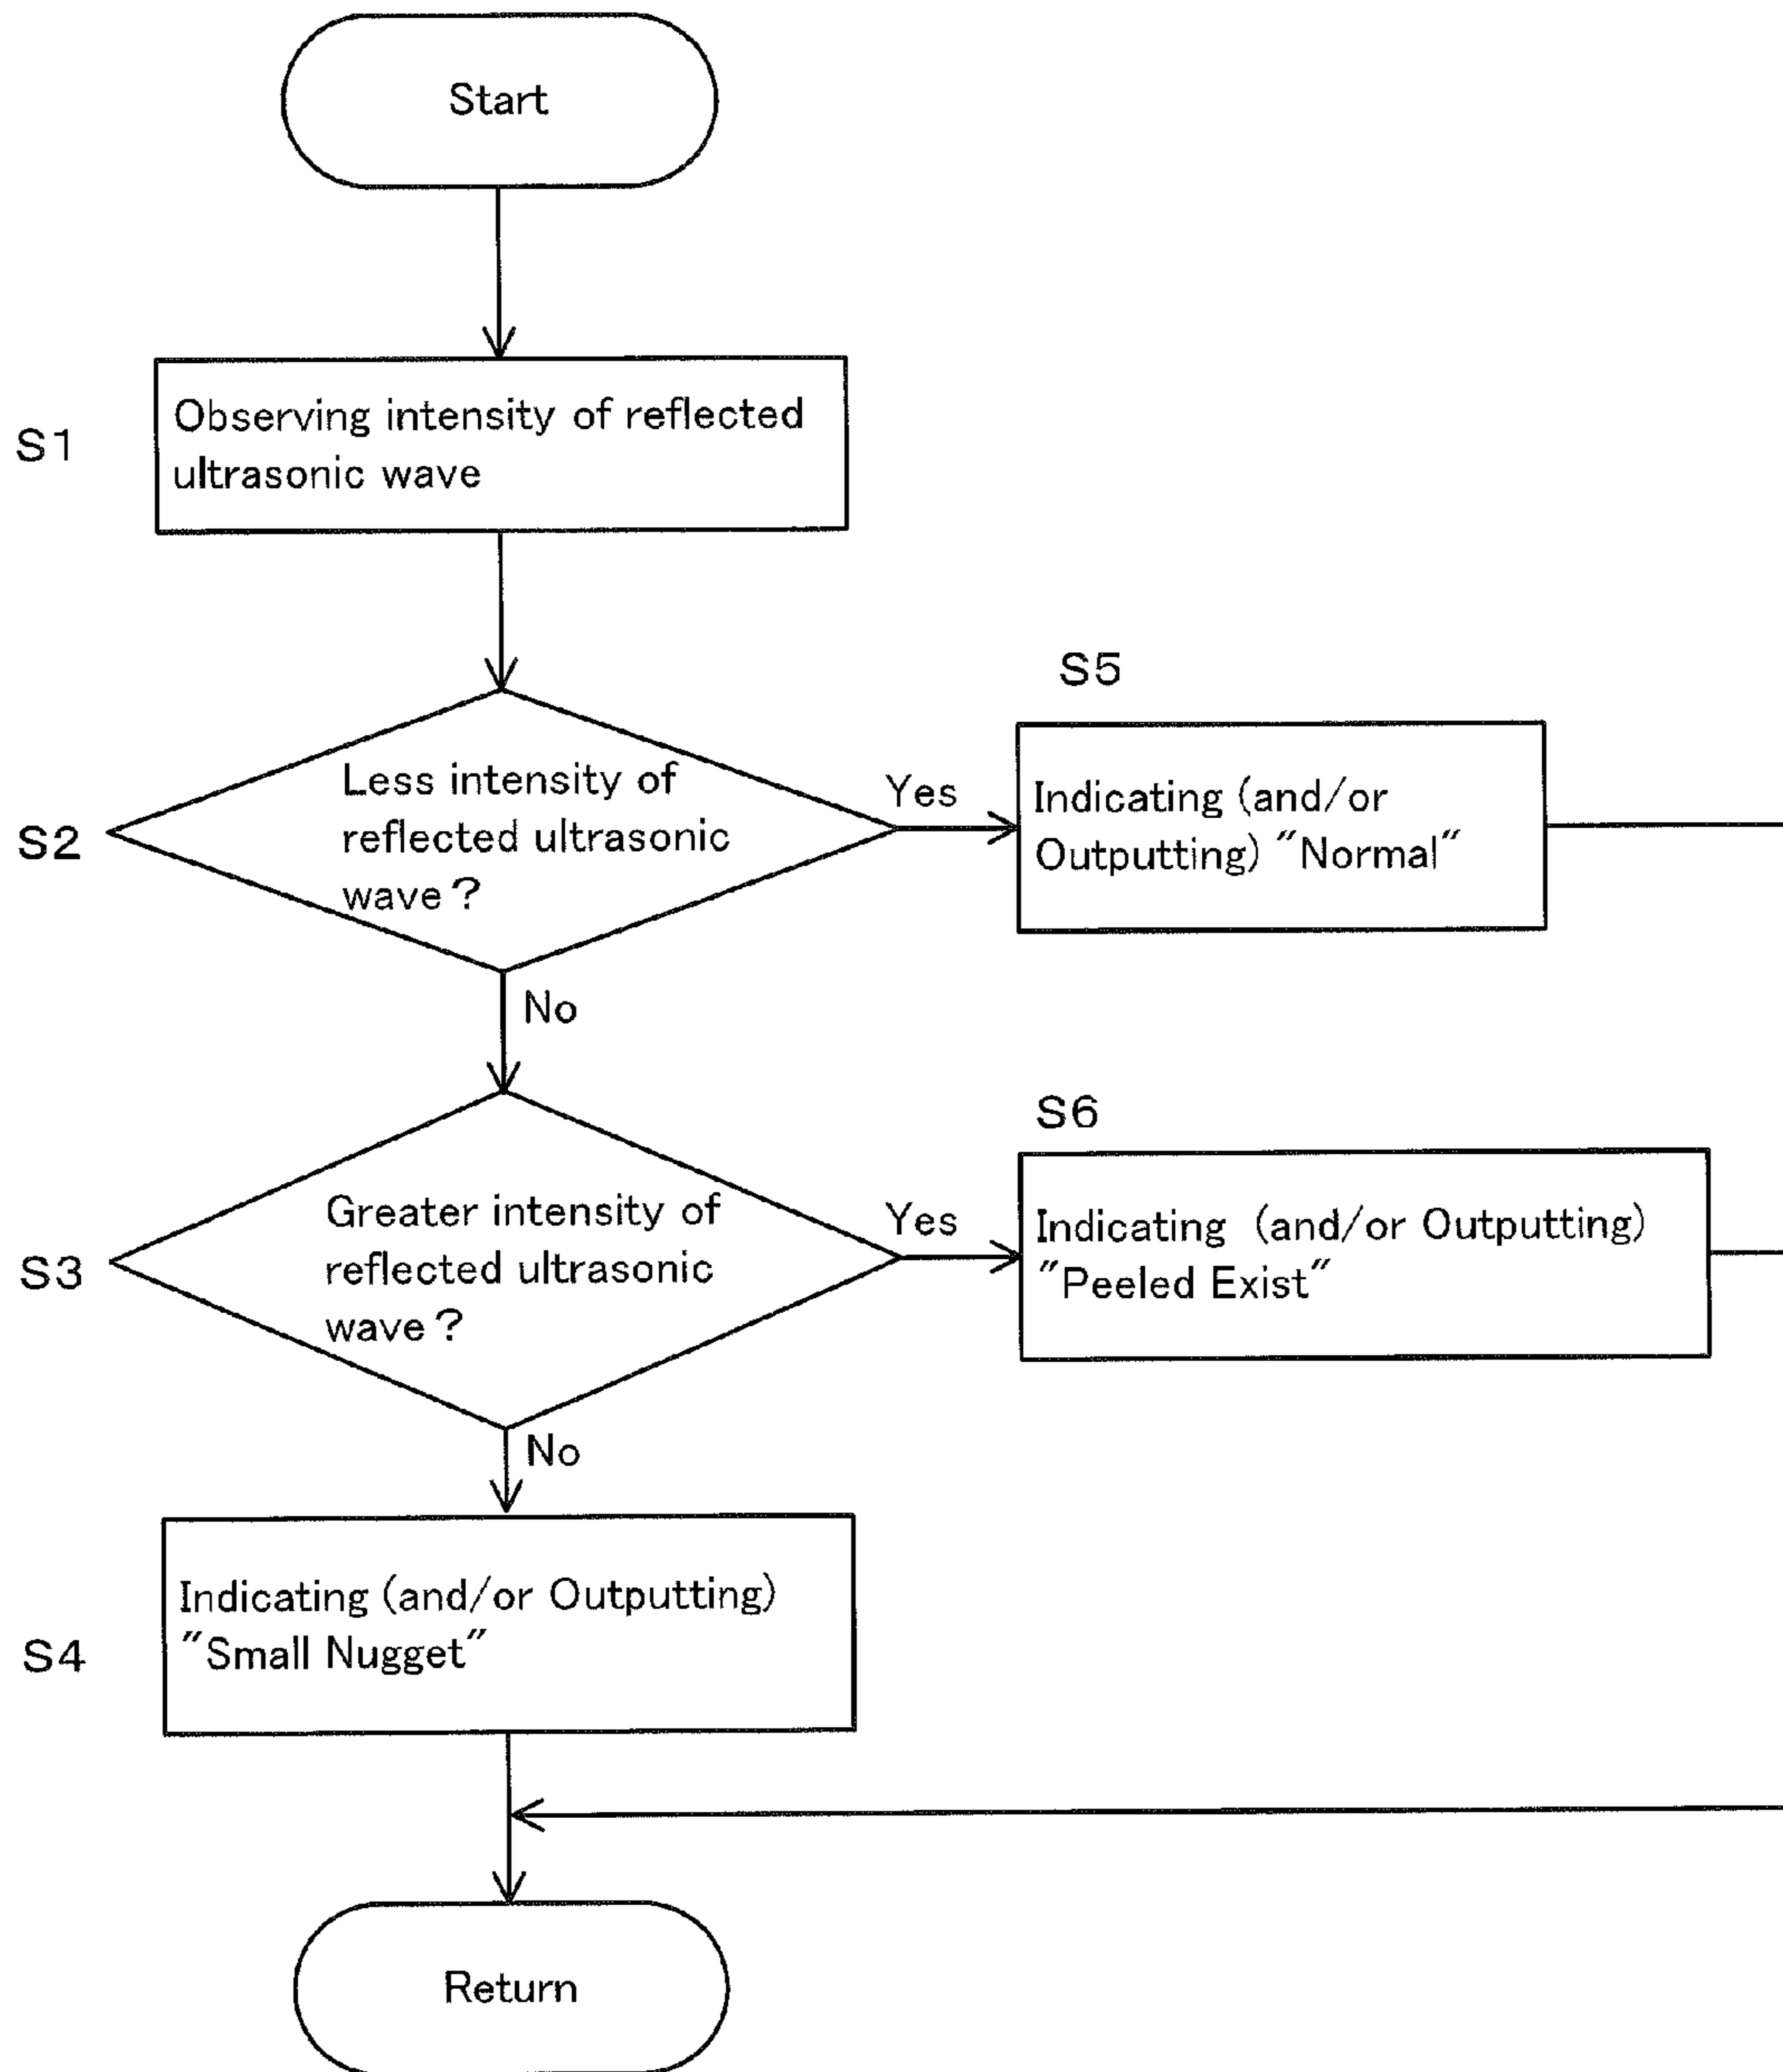 Start
S1
Observing intensity of reflected
ultrasonic wave
S2
Less intensity of
reflected ultrasonic
wave?
Yes
S5
Indicating (and/or
Outputting) "Normal"
No
S3
Greater intensity of
reflected ultrasonic
wave?
Yes
S6
Indicating (and/or Outputting)
"Peeled Exist"
No
S4
Indicating (and/or Outputting)
"Small Nugget"
Return